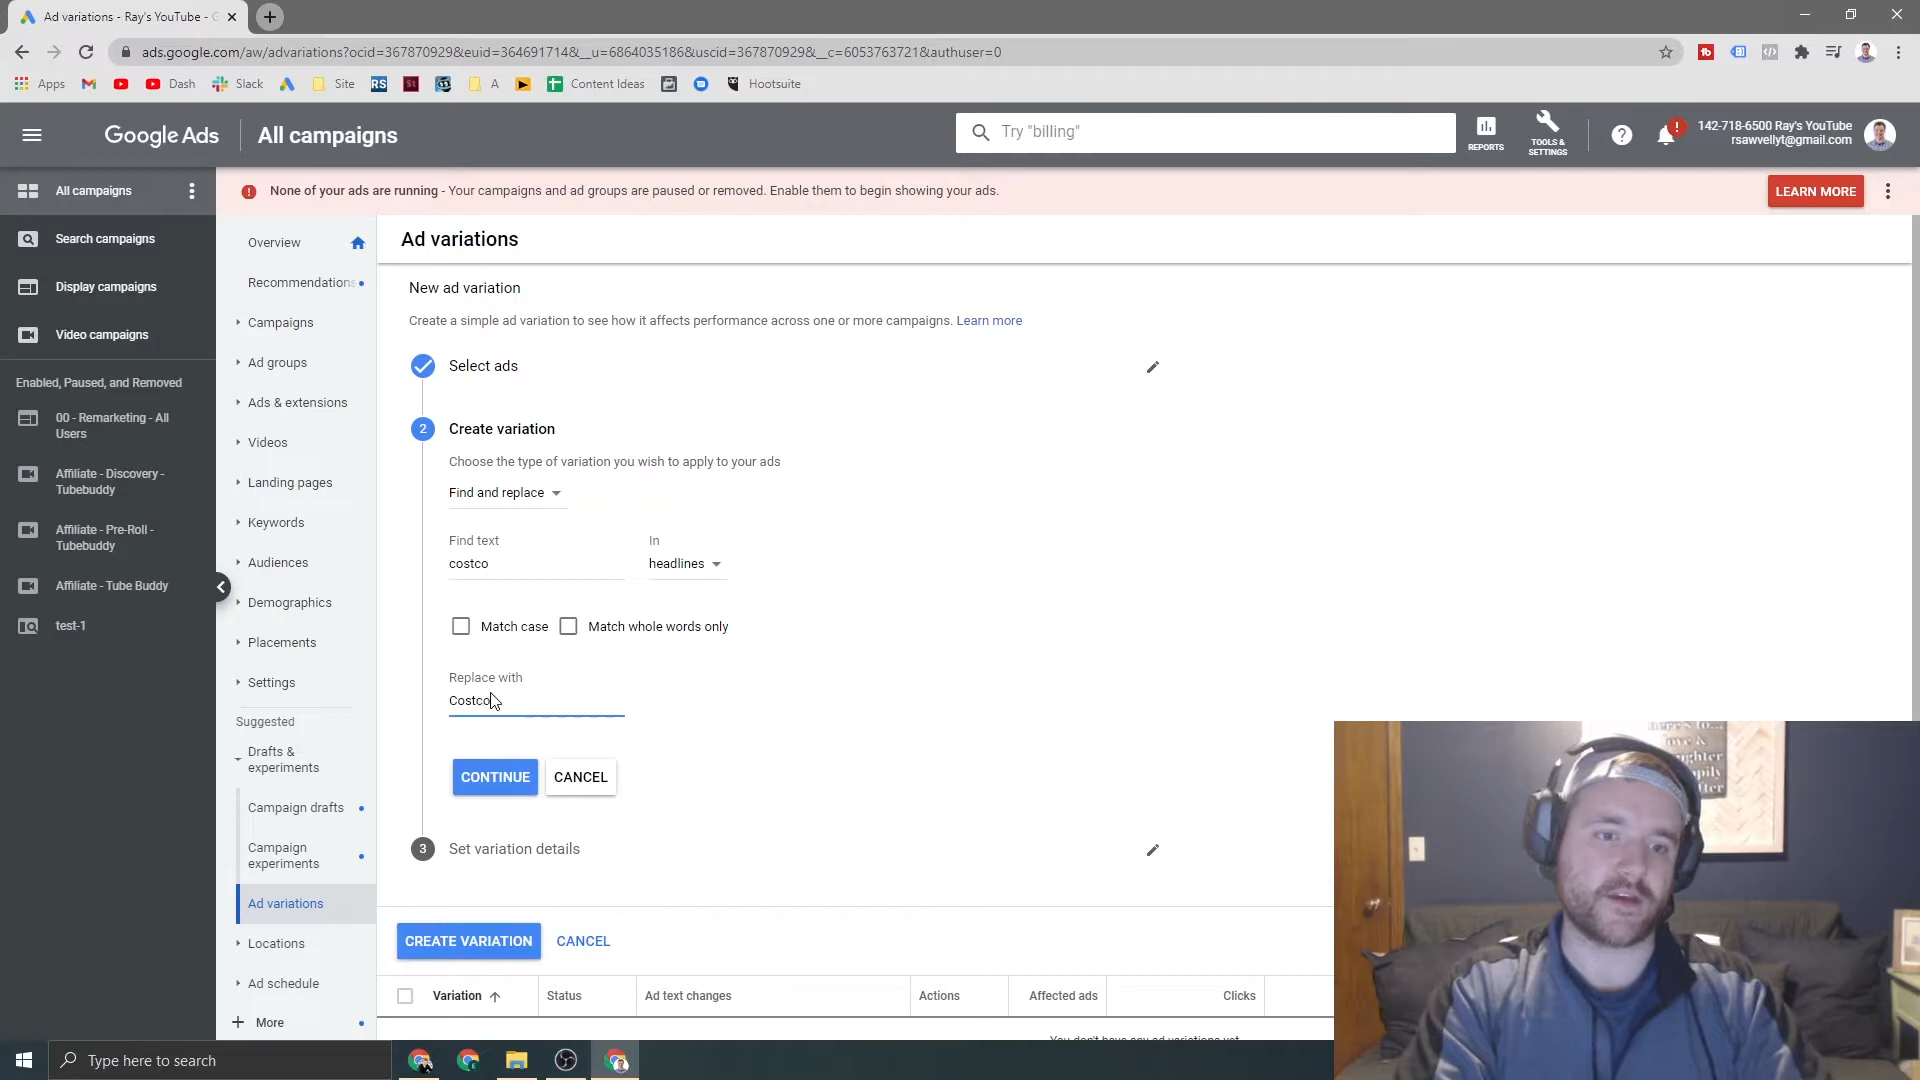 Ad variations - Ray's YouTube - G
ads.google.com/aw/advariations?ocid=367870929&euid=364691714&__u=6864035186&uscid=367870929&__c=6053763721&authuser=0
Apps
Dash
Slack
Site
RS
St
A
Content Ideas
Hootsuite
Google Ads
All campaigns
Try "billing"
REPORTS
TOOLS &
SETTINGS
142-718-6500 Ray's YouTube
rsawvellyt@gmail.com
All campaigns
Search campaigns
Display campaigns
Video campaigns
Enabled, Paused, and Removed
00 - Remarketing - All
Users
Affiliate - Discovery -
Tubebuddy
Affiliate - Pre-Roll -
Tubebuddy
Affiliate - Tube Buddy
test-1
None of your ads are running - Your campaigns and ad groups are paused or removed. Enable them to begin showing your ads.
LEARN MORE
Overview
Recommendations
Campaigns
Ad groups
Ads & extensions
Videos
Landing pages
Keywords
Audiences
Demographics
Placements
Settings
Suggested
Drafts &
experiments
Campaign drafts
Campaign
experiments
Ad variations
Locations
Ad schedule
More
Ad variations
New ad variation
Create a simple ad variation to see how it affects performance across one or more campaigns. Learn more
Select ads
2 Create variation
Choose the type of variation you wish to apply to your ads
Find and replace
Find text
In
costco
headlines
Match case
Match whole words only
Replace with
Costco
CONTINUE
CANCEL
3 Set variation details
CREATE VARIATION
CANCEL
Variation
Status
Ad text changes
Actions
Affected ads
Clicks
You don't have any ad variations yet
Type here to search